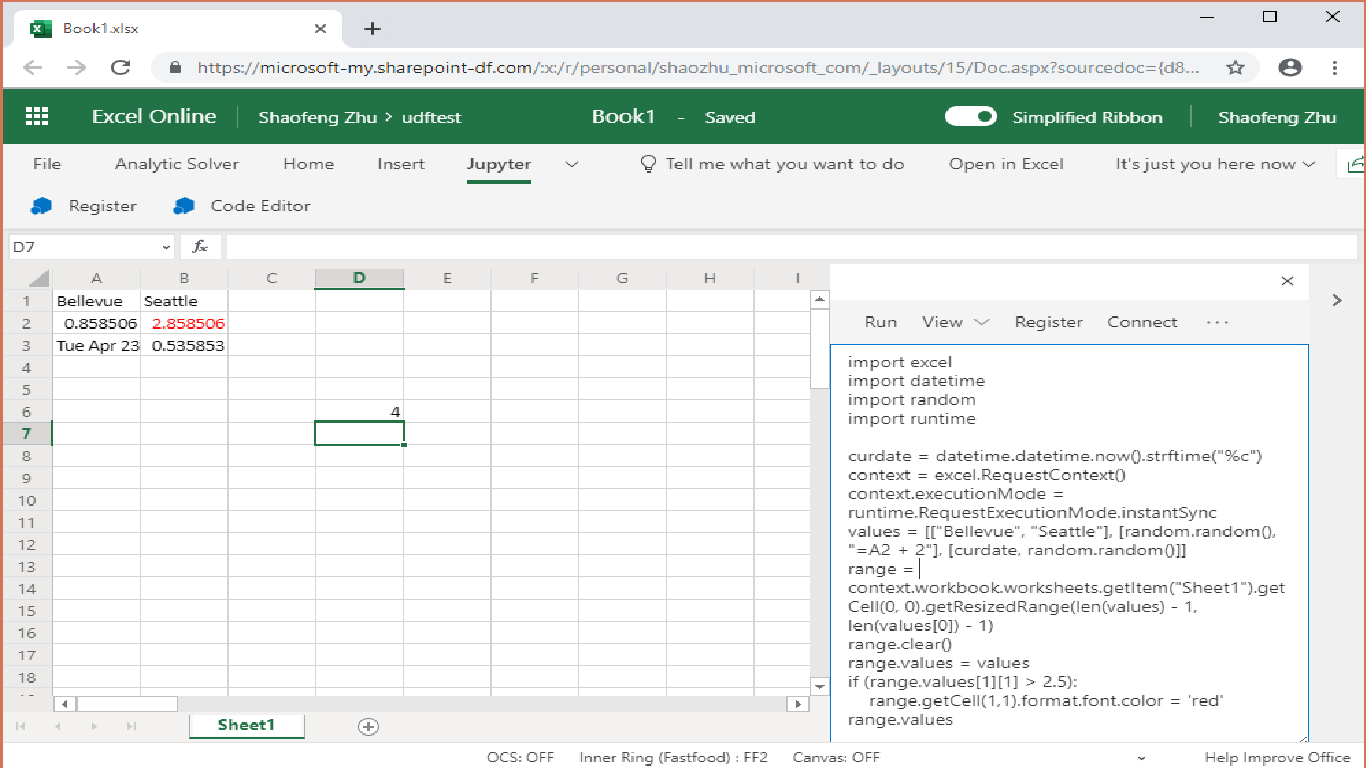 Book1.xlsx
https://microsoft-my.sharepoint-df.com/:x:/r/personal/shaozhu_microsoft_com/_layouts/15/Doc.aspx?sourcedoc={d8...
Excel Online Shaofeng Zhu > udftest Book1 - Saved Simplified Ribbon Shaofeng Zhu
File Analytic Solver Home Insert Jupyter Tell me what you want to do Open in Excel It's just you here now
Register Code Editor
D7 fx
A B C D E F G H I
1 Bellevue Seattle
2 0.858506 2.858506
3 Tue Apr 23 0.535853
4
5
6 4
7
8
9
10
11
12
13
14
15
16
17
18
Sheet1
Run View Register Connect ...
import excel
import datetime
import random
import runtime
curdate = datetime.datetime.now().strftime("%c")
context = excel.RequestContext()
context.executionMode =
runtime.RequestExecutionMode.instantSync
values = [["Bellevue", "Seattle"], [random.random(),
"=A2 + 2"], [curdate, random.random()]]
range =
context.workbook.worksheets.getItem("Sheet1").get
Cell(0, 0).getResizedRange(len(values) - 1,
len(values[0]) - 1)
range.clear()
range.values = values
if (range.values[1][1] > 2.5):
range.getCell(1,1).format.font.color = 'red'
range.values
OCS: OFF Inner Ring (Fastfood) : FF2 Canvas: OFF Help Improve Office